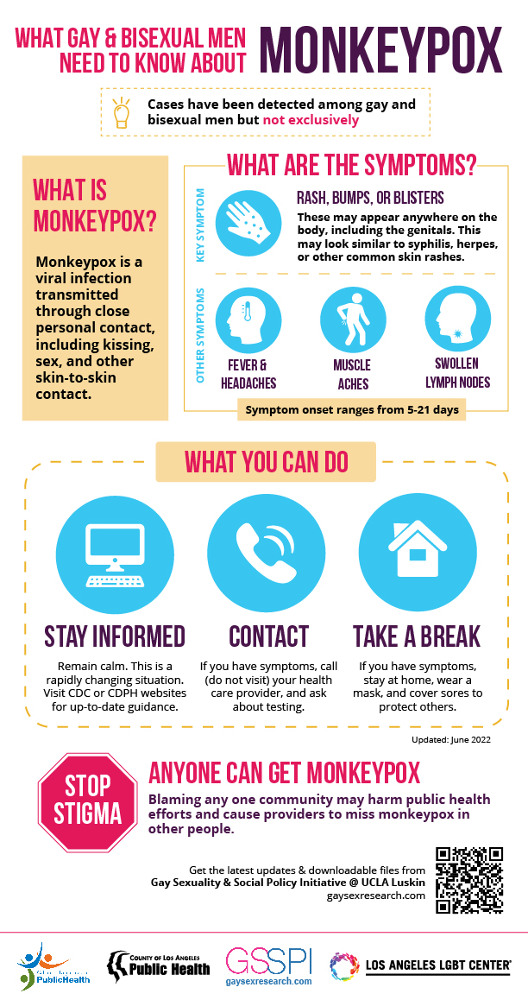 WHAT GAY & BISEXUAL MEN
NEED TO KNOW ABOUT
MONKEYPOX
Cases have been detected among gay and
bisexual men but not exclusively
WHAT IS
MONKEYPOX?
Monkeypox is a
viral infection
transmitted
through close
personal contact,
including kissing,
sex, and other
skin-to-skin
contact.
WHAT ARE THE SYMPTOMS?
KEY SYMPTOM
RASH, BUMPS, OR BLISTERS
These may appear anywhere on the
body, including the genitals. This
may look similar to syphilis, herpes,
or other common skin rashes.
OTHER SYMPTOMS
FEVER &
HEADACHES
MUSCLE
ACHES
SWOLLEN
LYMPH NODES
Symptom onset ranges from 5-21 days
WHAT YOU CAN DO
STAY INFORMED
Remain calm. This is a
rapidly changing situation.
Visit CDC or CDPH websites
for up-to-date guidance.
CONTACT
If you have symptoms, call
(do not visit) your health
care provider, and ask
about testing.
TAKE A BREAK
If you have symptoms,
stay at home, wear a
mask, and cover sores to
protect others.
Updated: June 2022
STOP
STIGMA
ANYONE CAN GET MONKEYPOX
Blaming any one community may harm public health
efforts and cause providers to miss monkeypox in
other people.
Get the latest updates & downloadable files from
Gay Sexuality & Social Policy Initiative @ UCLA Luskin
gaysexresearch.com
PublicHealth
COUNTY OF LOS ANGELES
Public Health
GSSPI
gaysexresearch.com
LOS ANGELES LGBT CENTER